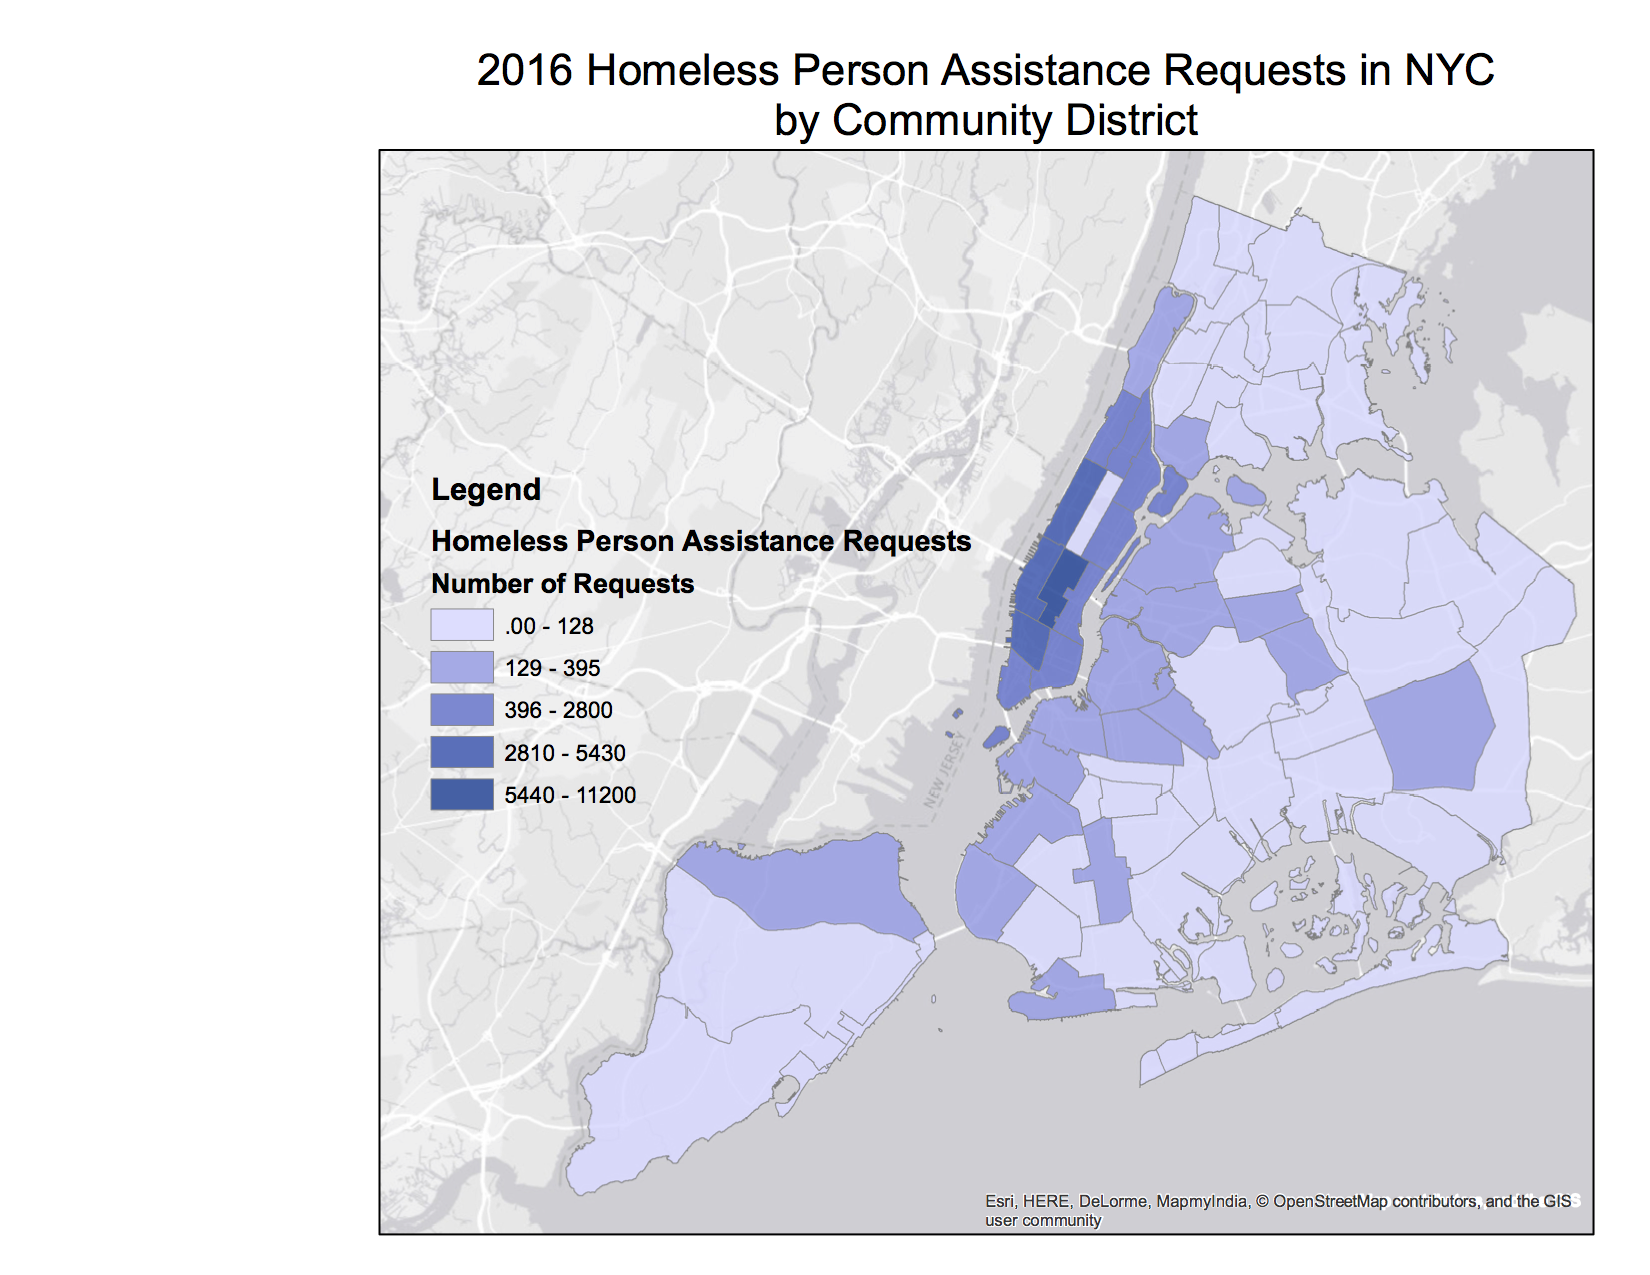 2016 Homeless Person Assistance Requests in NYC
by Community District
Legend
Homeless Person Assistance Requests
Number of Requests
.00 - 128
129 - 395
396 - 2800
2810 - 5430
5440 - 11200
NEW JERSEY
Esri, HERE, DeLorme, MapmyIndia, © OpenStreetMap contributors, and the GIS
user community